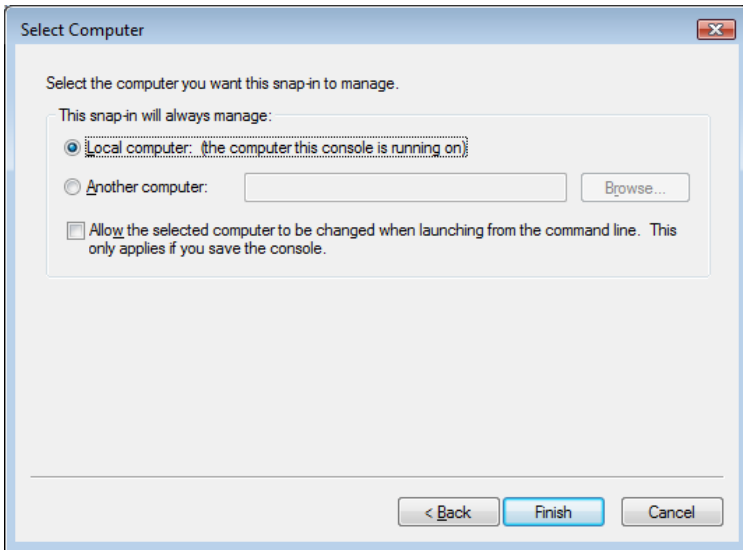 Select Computer
Select the computer you want this snap-in to manage.
This snap-in will always manage:
Local computer: (the computer this console is running on)
Another computer:
Browse...
Allow the selected computer to be changed when launching from the command line. This
only applies if you save the console.
< Back
Finish
Cancel